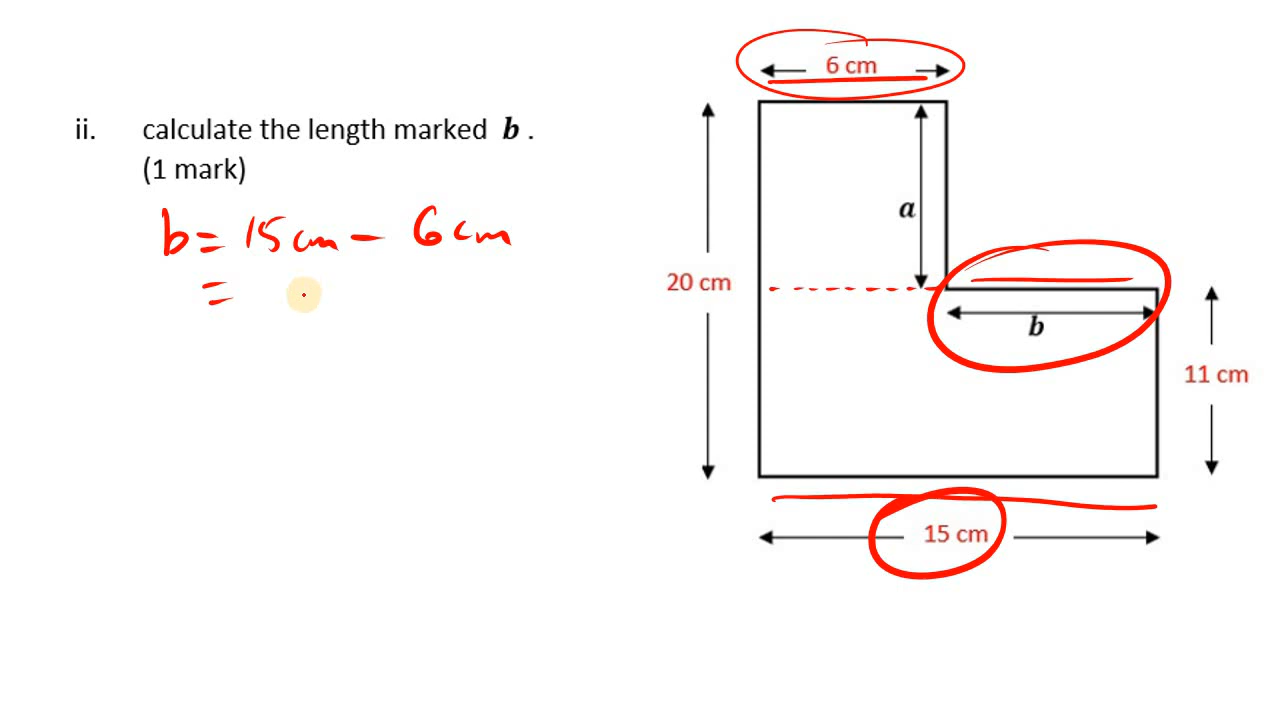 ii. calculate the length marked b .
(1 mark)
b = 15 cm - 6 cm
=
6 cm
a
20 cm
b
11 cm
15 cm